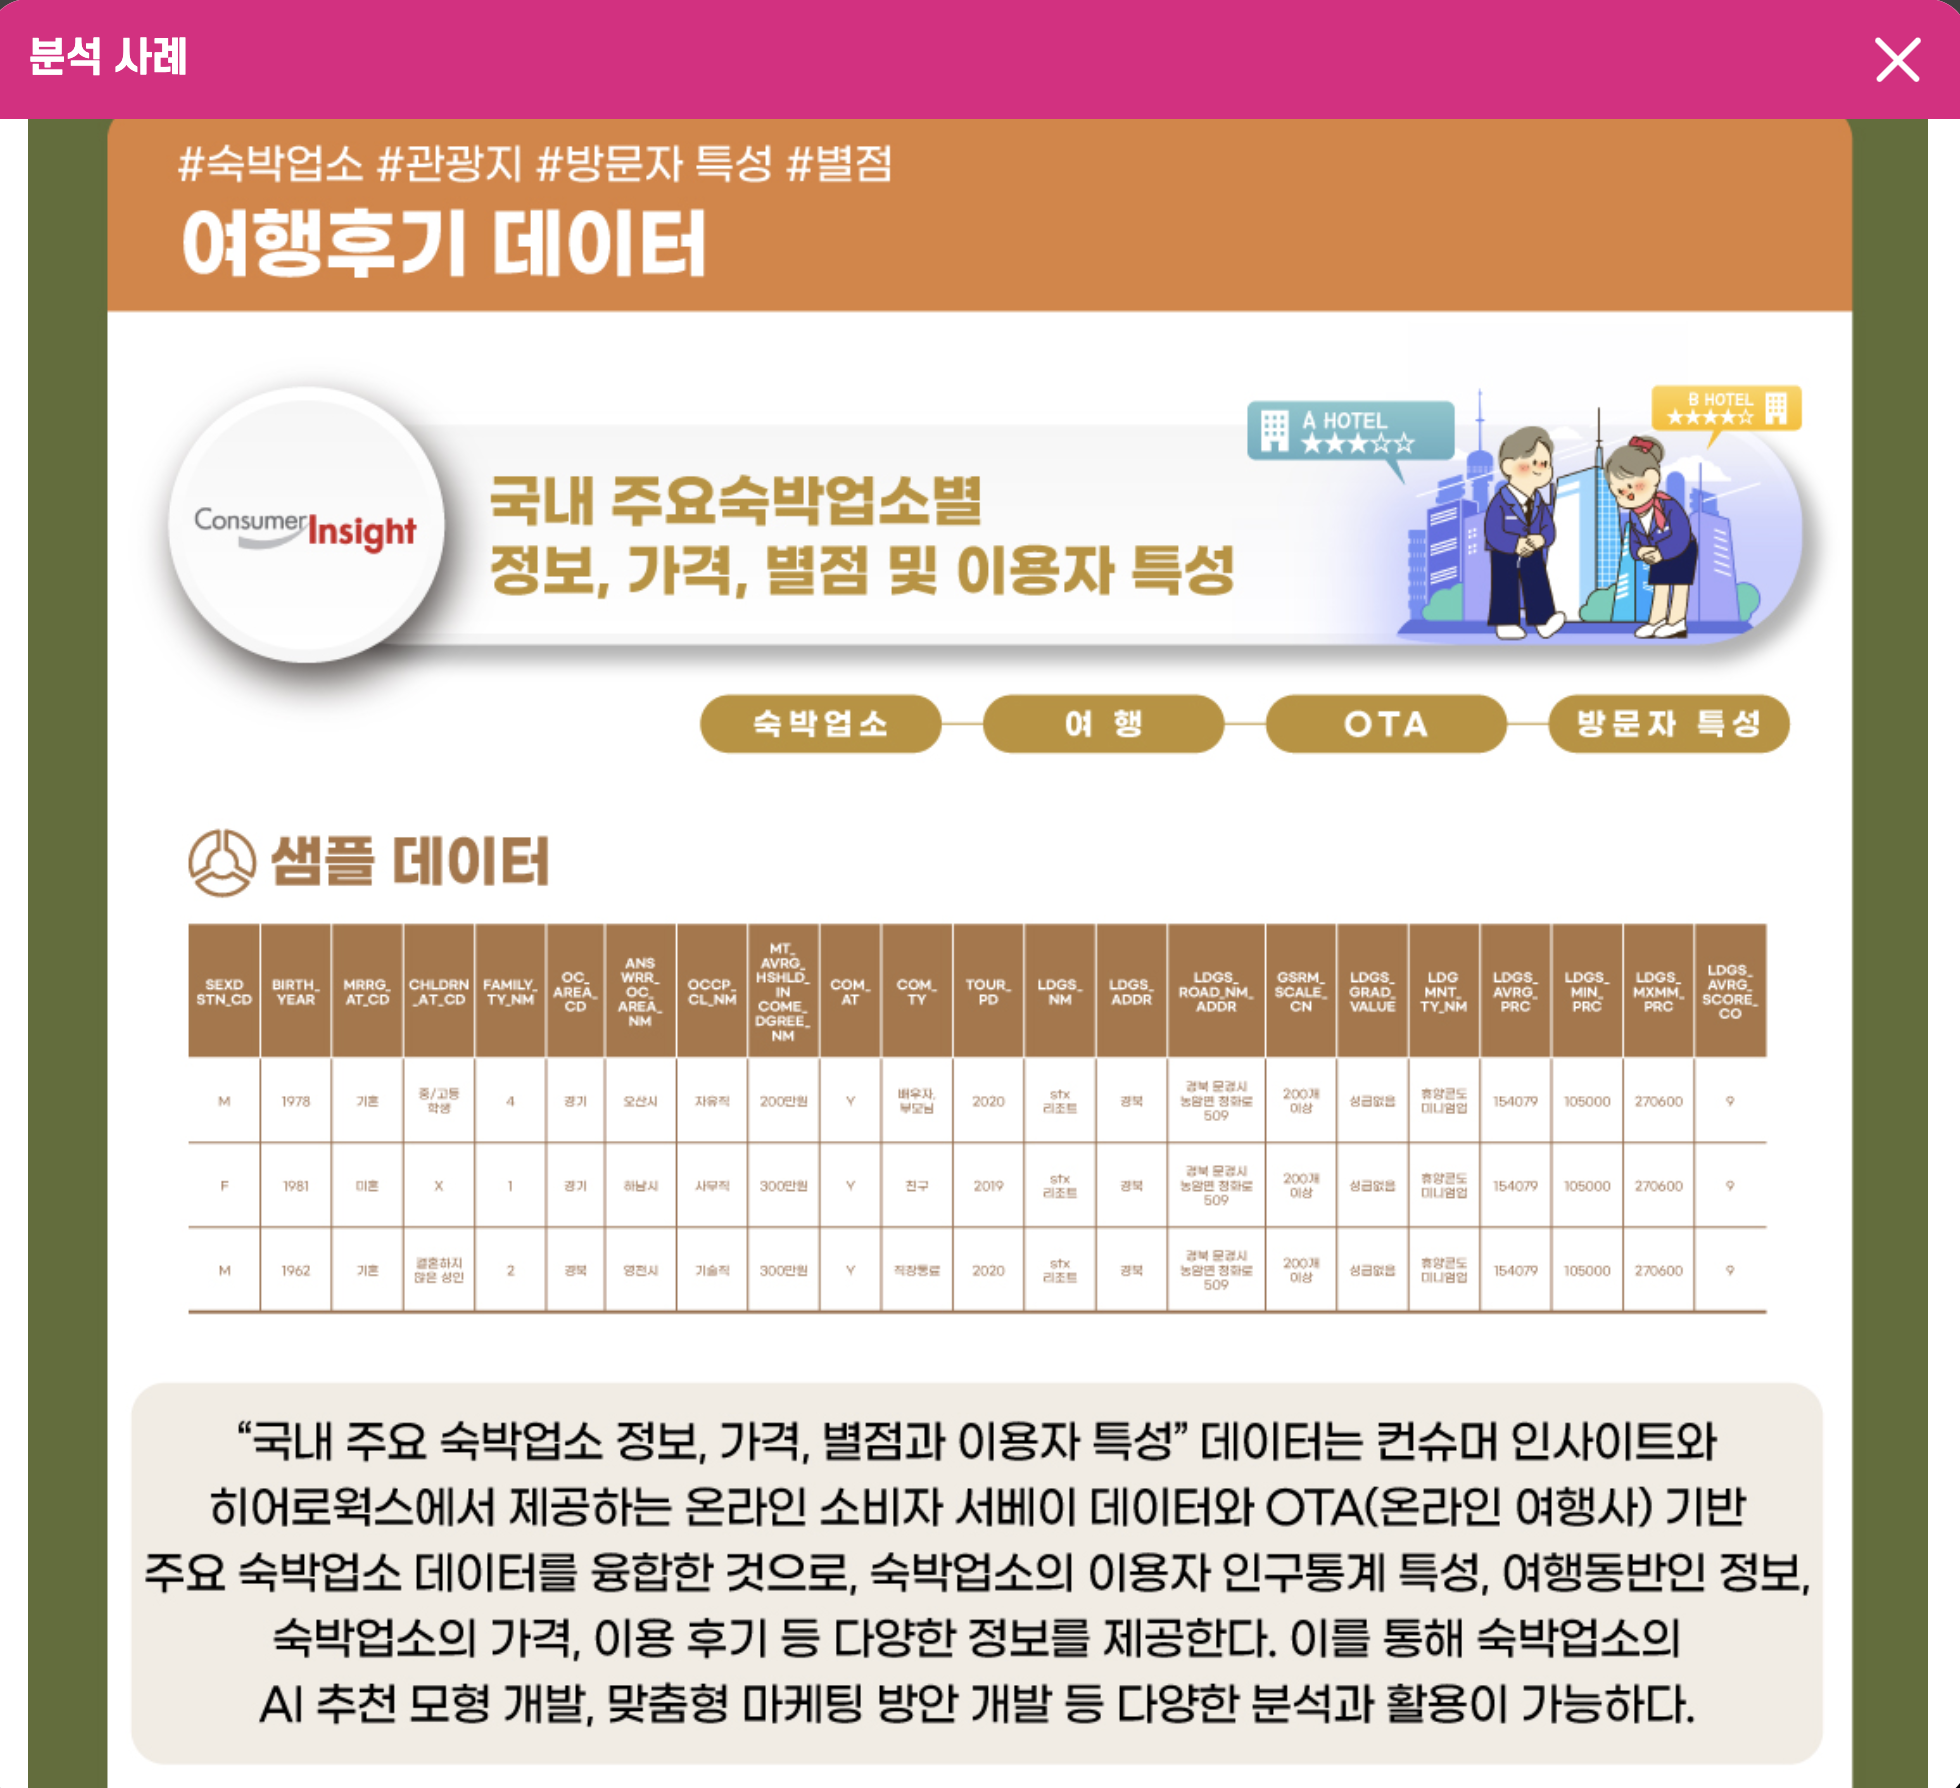 분석 사례
#숙박업소 #관광지 #방문자 특성 #별점
여행후기 데이터
A HOTEL
★★★☆☆
B HOTEL
★★★★☆
ConsumerInsight
국내 주요숙박업소별
정보, 가격, 별점 및 이용자 특성
숙박업소 여 행 OTA 방문자 특성
샘플 데이터
SEXD STN_CD BIRTH_YEAR MRRG_AT_CD CHLDRN_AT_CD FAMILY_TY_NM OC_AREA_CD ANS WRR_OC_AREA_NM OCCP_CL_NM MT_AVRG_HSHLD_IN COME_DGREE_NM COM_AT COM_TY TOUR_PD LDGS_NM LDGS_ADDR LDGS_ROAD_NM_ADDR GSRM_SCALE_CN LDGS_GRAD_VALUE LDG MNT_TY_NM LDGS_AVRG_PRC LDGS_MIN_PRC LDGS_MXMM_PRC LDGS_AVRG_SCORE_CO
M 1978 기혼 중/고등 학생 4 경기 오산시 자유직 200만원 Y 배우자, 부모님 2020 stx 리조트 경북 경북 문경시 농암면 청화로 509 200개 이상 성급없음 휴양콘도 미니엄업 154079 105000 270600 9
F 1981 미혼 X 1 경기 하남시 사무직 300만원 Y 친구 2019 stx 리조트 경북 경북 문경시 농암면 청화로 509 200개 이상 성급없음 휴양콘도 미니엄업 154079 105000 270600 9
M 1962 기혼 결혼하지 않은 성인 2 경북 영천시 기술직 300만원 Y 직장동료 2020 stx 리조트 경북 경북 문경시 농암면 청화로 509 200개 이상 성급없음 휴양콘도 미니엄업 154079 105000 270600 9
“국내 주요 숙박업소 정보, 가격, 별점과 이용자 특성” 데이터는 컨슈머 인사이트와
히어로웍스에서 제공하는 온라인 소비자 서베이 데이터와 OTA(온라인 여행사) 기반
주요 숙박업소 데이터를 융합한 것으로, 숙박업소의 이용자 인구통계 특성, 여행동반인 정보,
숙박업소의 가격, 이용 후기 등 다양한 정보를 제공한다. 이를 통해 숙박업소의
AI 추천 모형 개발, 맞춤형 마케팅 방안 개발 등 다양한 분석과 활용이 가능하다.